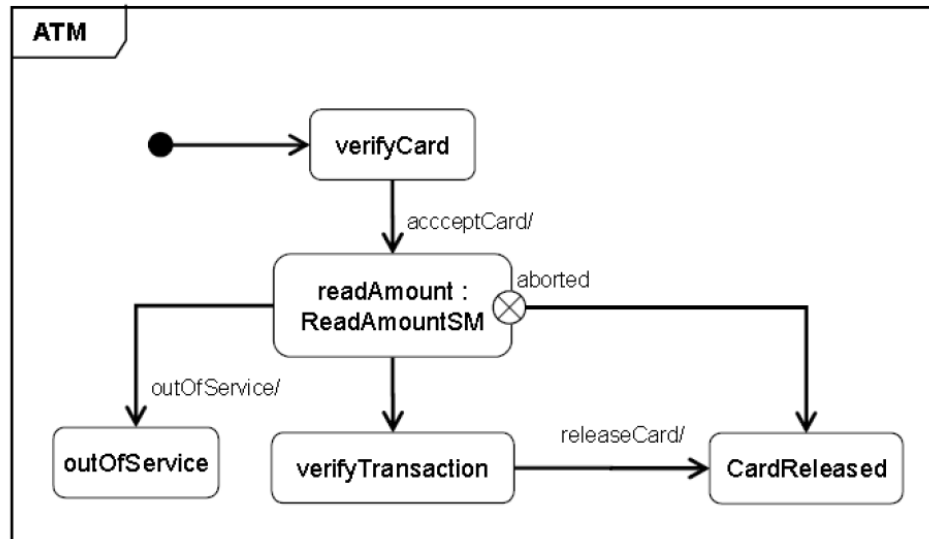 ATM
verifyCard
accceptCard/
aborted
readAmount :
ReadAmountSM
outOfService/
releaseCard/
outOfService
verifyTransaction
CardReleased